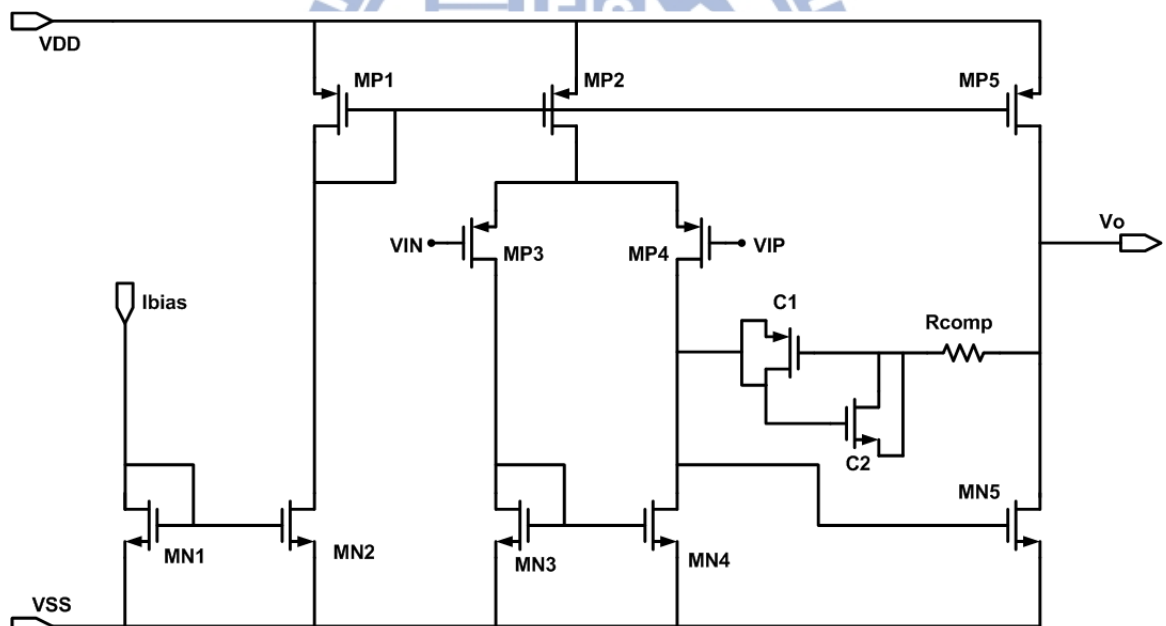 VDD
MP1
MP2
MP5
VIN
MP3
MP4
VIP
Vo
Ibias
C1
Rcomp
C2
MN1
MN2
MN3
MN4
MN5
VSS